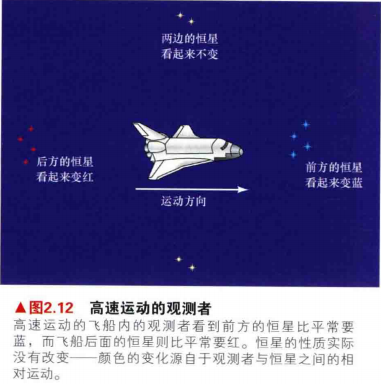 两边的恒星
看起来不变
后方的恒星
看起来变红
前方的恒星
看起来变蓝
运动方向
▲图2.12 高速运动的观测者
高速运动的飞船内的观测者看到前方的恒星比平常要
蓝，而飞船后面的恒星则比平常要红。恒星的性质实际
没有改变——颜色的变化源自于观测者与恒星之间的相
对运动。